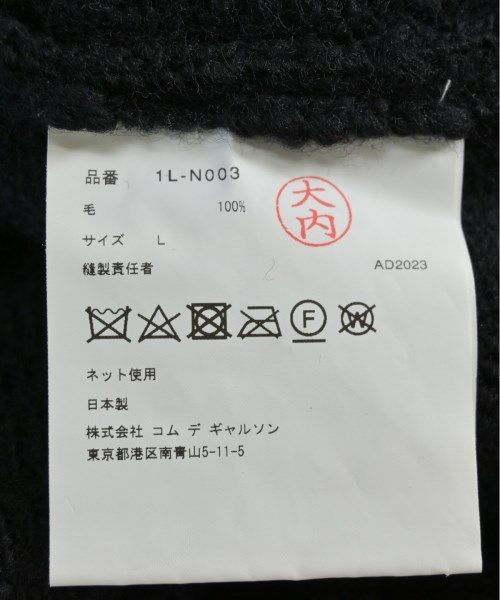 品番 1L-N003
毛 100%
大内
サイズ L
縫製責任者 AD2023
F W
ネット使用
日本製
株式会社 コム デ ギャルソン
東京都港区南青山5-11-5